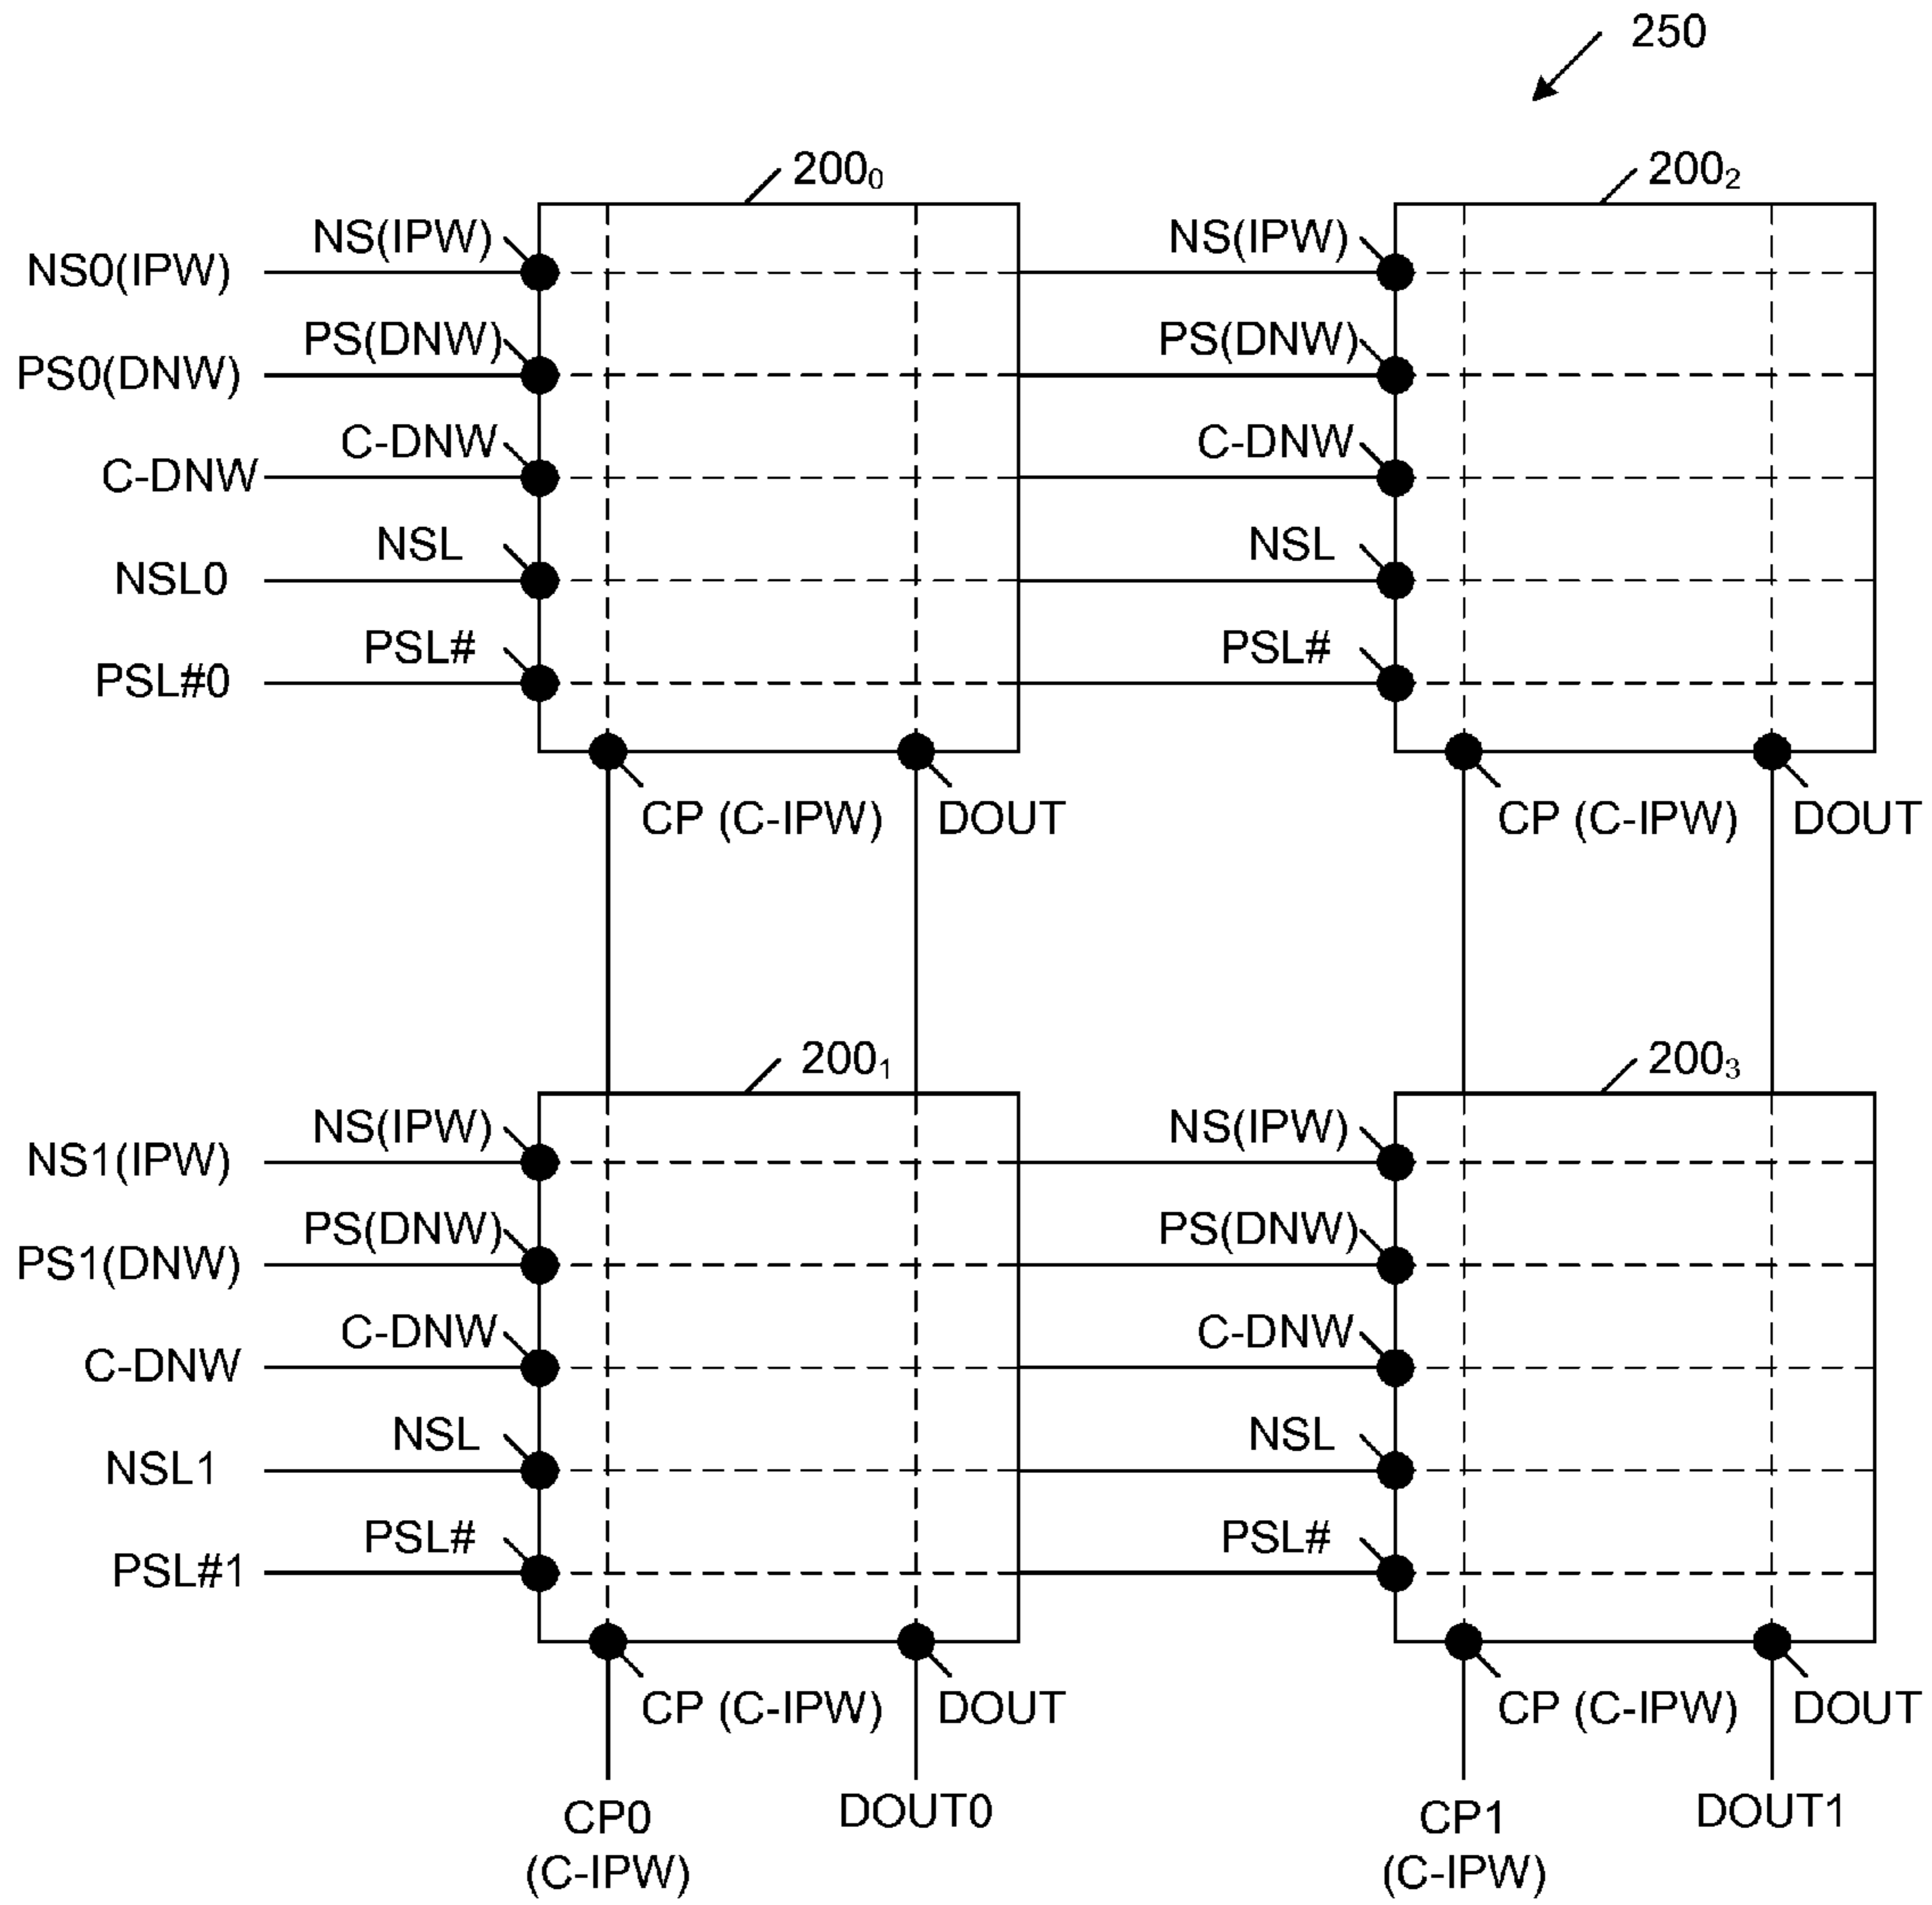 250
200₀
200₂
NS(IPW)
NS(IPW)
NS0(IPW)
PS(DNW)
PS(DNW)
PS0(DNW)
C-DNW
C-DNW
C-DNW
NSL
NSL
NSL0
PSL#
PSL#
PSL#0
CP (C-IPW)
DOUT
CP (C-IPW)
DOUT
200₁
200₃
NS(IPW)
NS(IPW)
NS1(IPW)
PS(DNW)
PS(DNW)
PS1(DNW)
C-DNW
C-DNW
C-DNW
NSL
NSL
NSL1
PSL#
PSL#
PSL#1
CP (C-IPW)
DOUT
CP (C-IPW)
DOUT
CP0
(C-IPW)
DOUT0
CP1
(C-IPW)
DOUT1